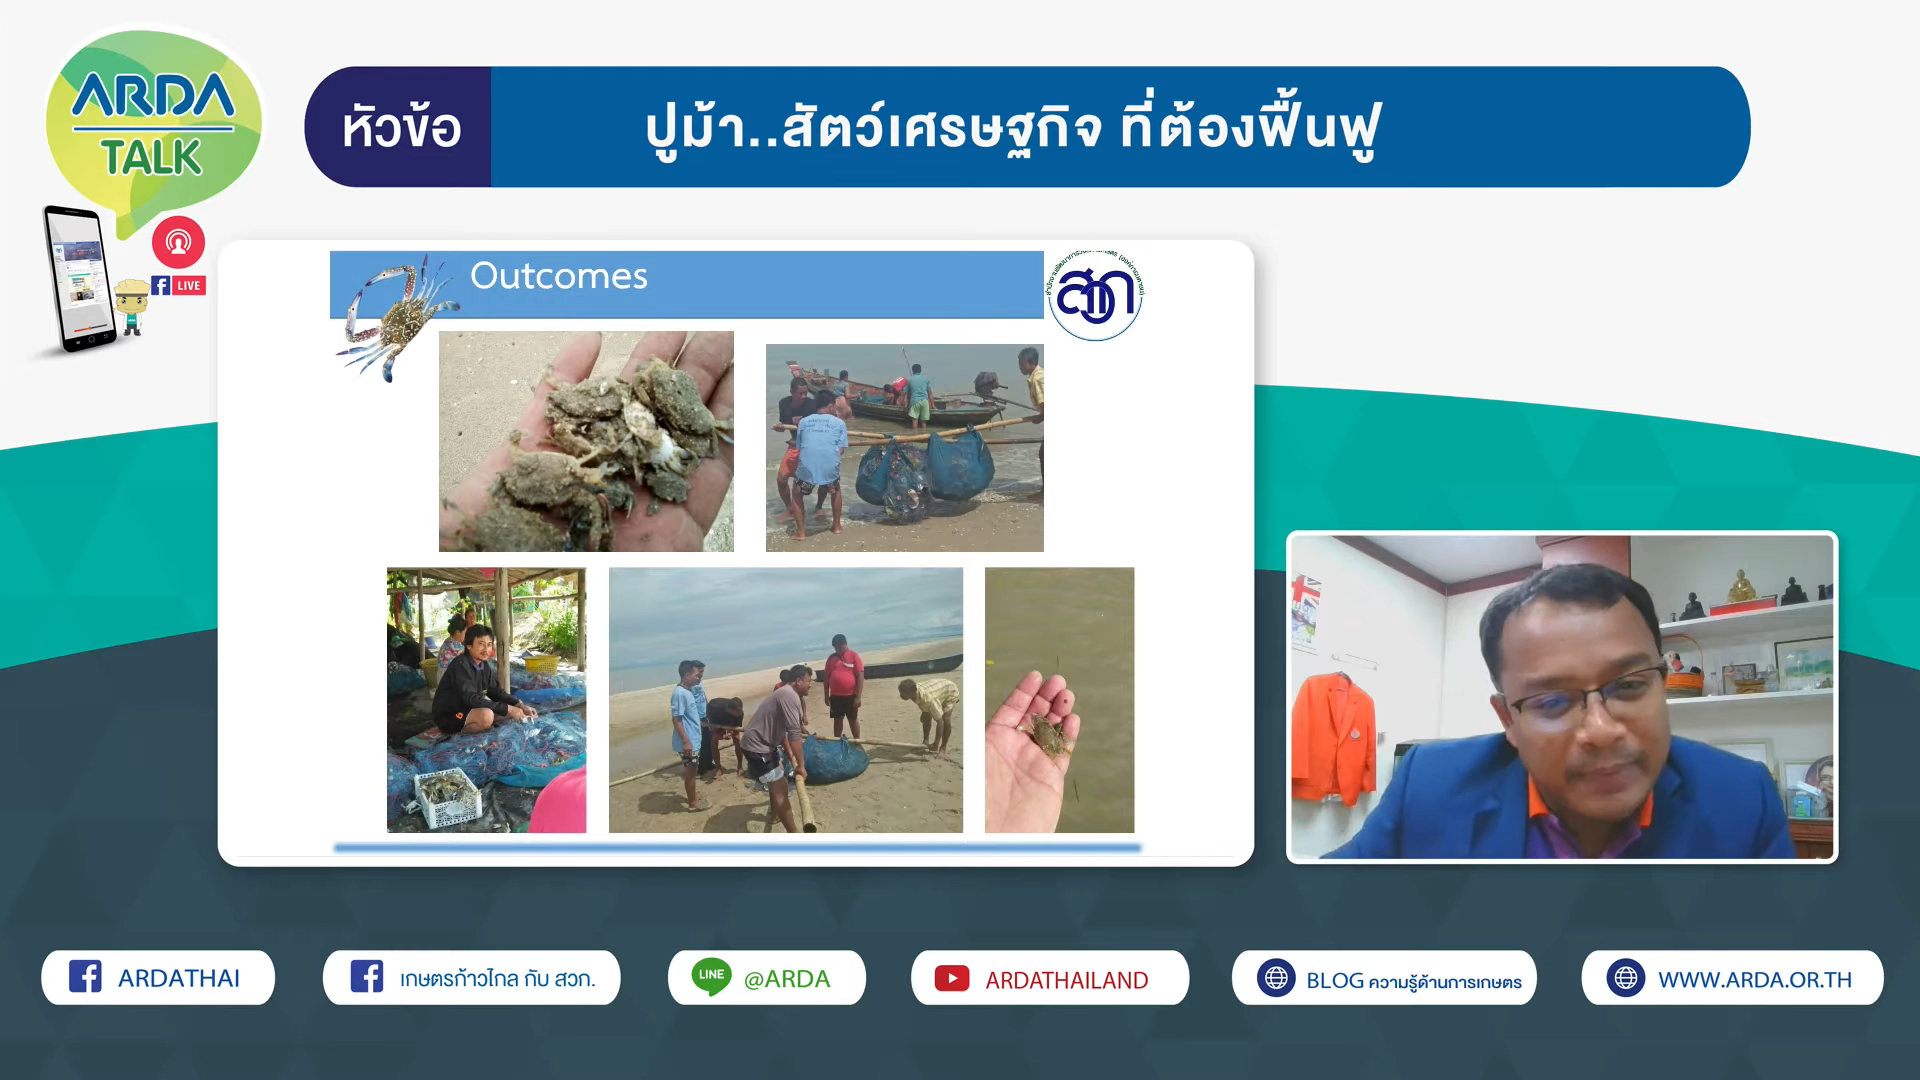 ARDA
TALK
LIVE
หัวข้อ
ปูม้า..สัตว์เศรษฐกิจ ที่ต้องฟื้นฟู
Outcomes
สวก
ARDATHAI
เกษตรก้าวไกล กับ สวก.
LINE
@ARDA
ARDATHAILAND
BLOG ความรู้ด้านการเกษตร
WWW.ARDA.OR.TH